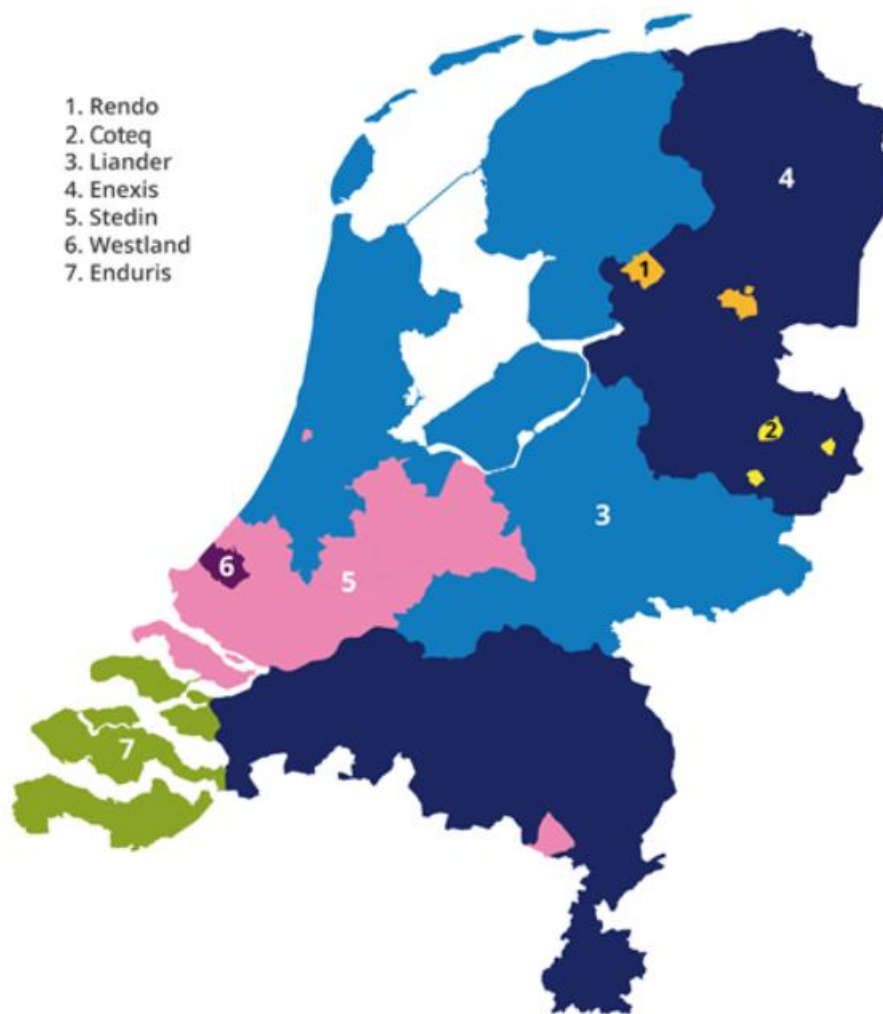 1. Rendo
2. Coteq
3. Liander
4. Enexis
5. Stedin
6. Westland
7. Enduris
4
1
2
3
6
5
7